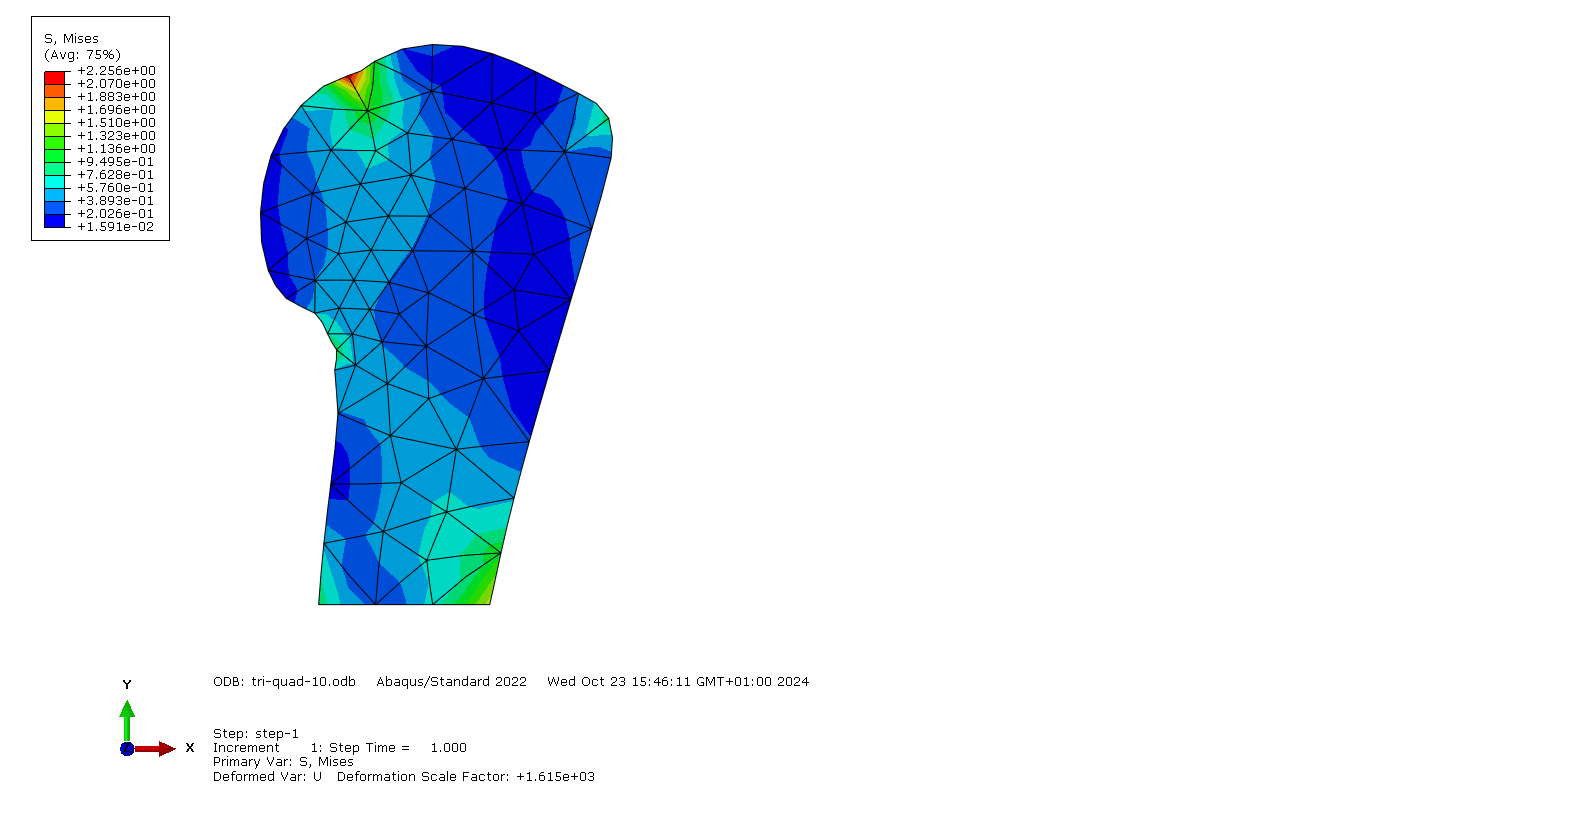 S, Mises
(Avg: 75%)
+2.256e+00
+2.070e+00
+1.883e+00
+1.696e+00
+1.510e+00
+1.323e+00
+1.136e+00
+9.495e-01
+7.628e-01
+5.760e-01
+3.893e-01
+2.026e-01
+1.591e-02
Y
X
ODB: tri-quad-10.odb Abaqus/Standard 2022 Wed Oct 23 15:46:11 GMT+01:00 2024
Step: step-1
Increment 1: Step Time = 1.000
Primary Var: S, Mises
Deformed Var: U Deformation Scale Factor: +1.615e+03